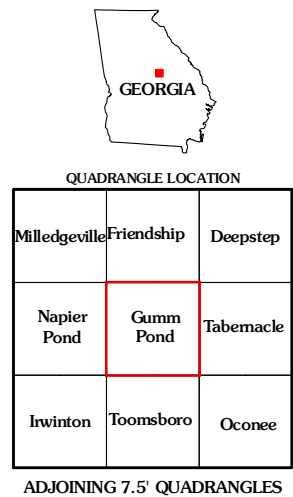 GEORGIA
QUADRANGLE LOCATION
Milledgeville Friendship Deepstep
Napier
Pond
Gumm
Pond
Tabernacle
Irwinton Toomsboro Oconee
ADJOINING 7.5' QUADRANGLES